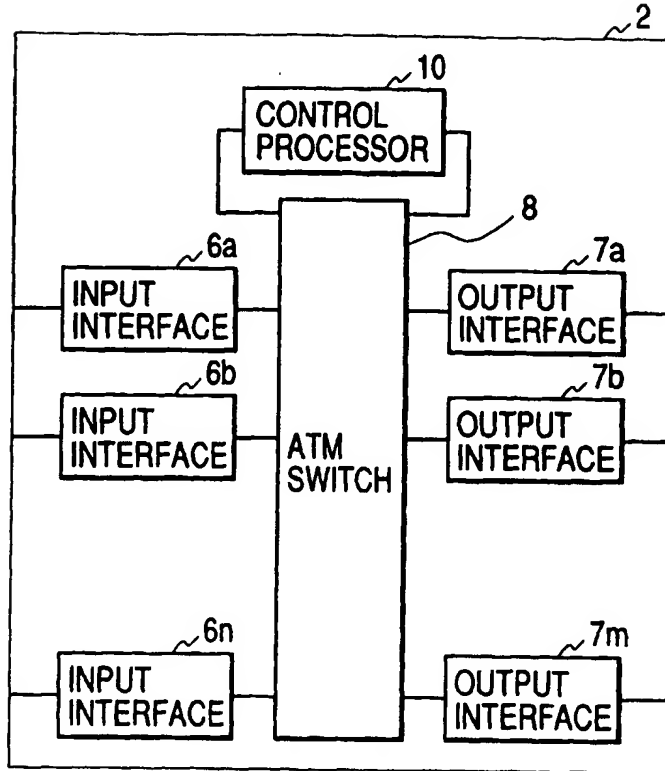 2
10
CONTROL
PROCESSOR
8
6a
INPUT
INTERFACE
7a
OUTPUT
INTERFACE
6b
INPUT
INTERFACE
7b
OUTPUT
INTERFACE
ATM
SWITCH
6n
INPUT
INTERFACE
7m
OUTPUT
INTERFACE